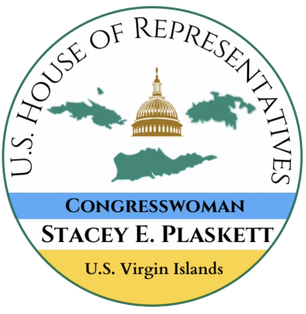 U.S. House of Representatives
Congresswoman
Stacey E. Plaskett
U.S. Virgin Islands